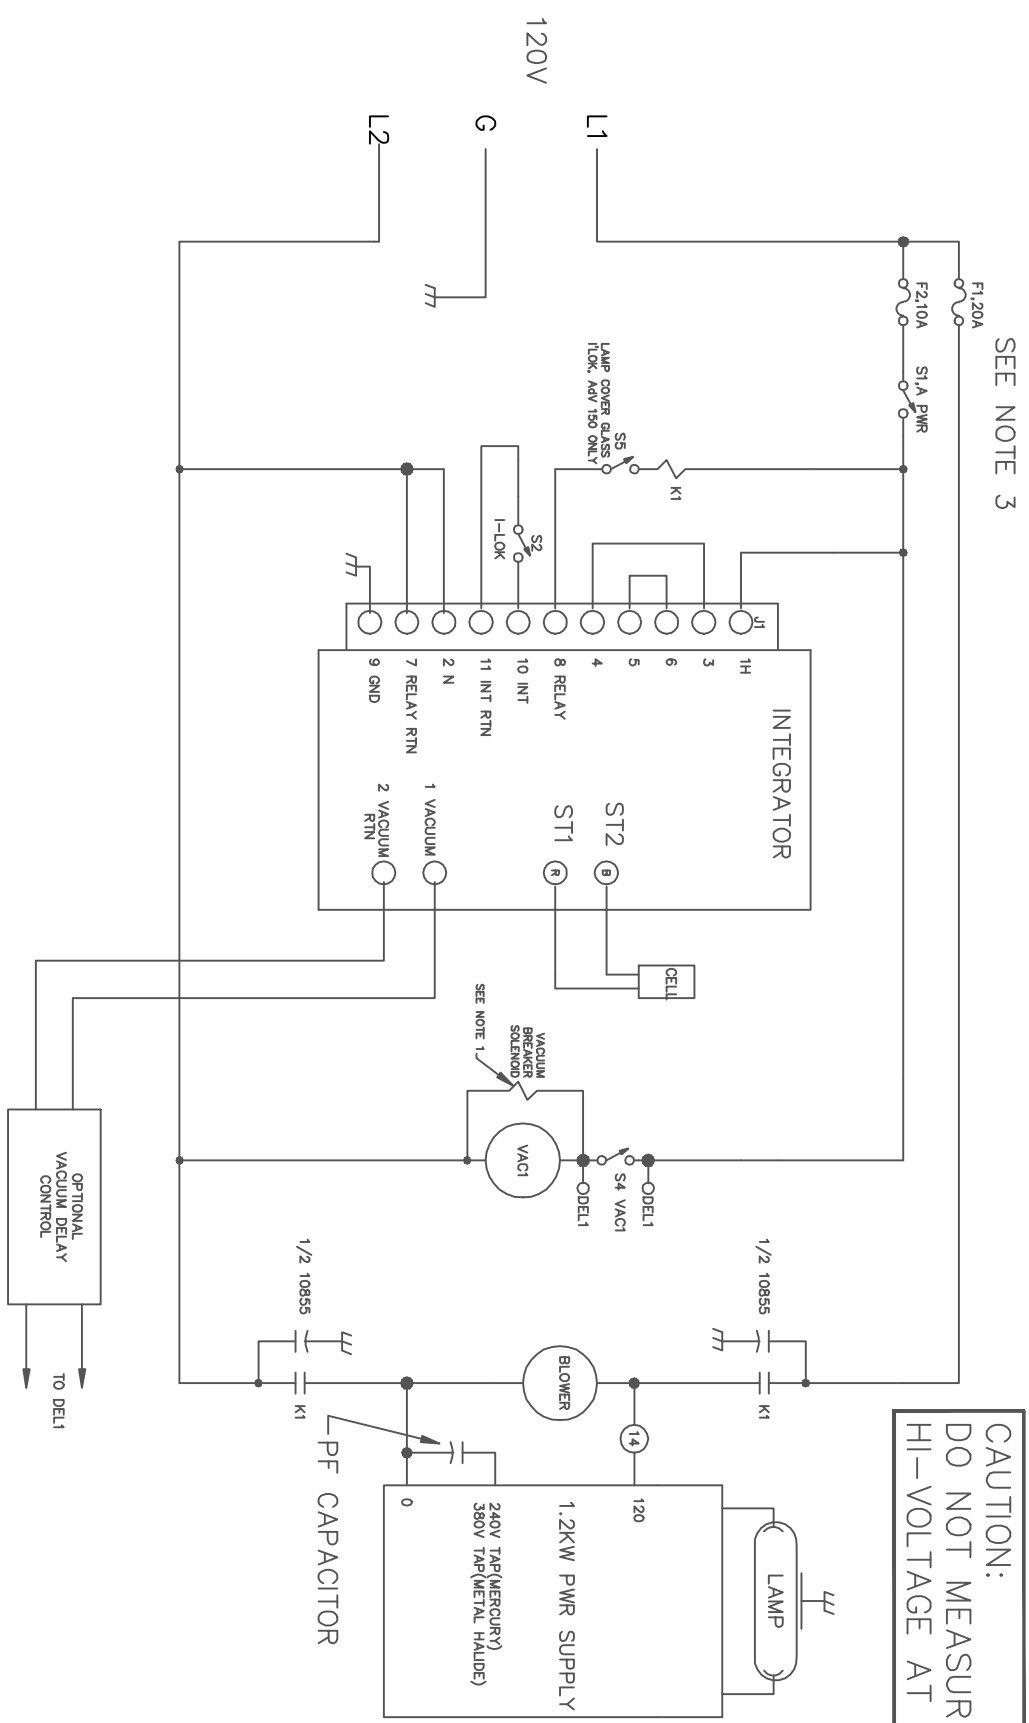 120V
L1
G
L2
SEE NOTE 3
F1,20A
F2,10A
S1,A PWR
LAMP COVER GLASS
I'LOK, AdV 150 ONLY
S5
K1
S2
I-LOK
J1
1H
3
6
5
4
8 RELAY
10 INT
11 INT RTN
2 N
7 RELAY RTN
9 GND
INTEGRATOR
ST2
ST1
B
R
1 VACUUM
2 VACUUM
RTN
CELL
VACUUM
BREAKER
SOLENOID
SEE NOTE 1
VAC1
S4 VAC1
DEL1
DEL1
OPTIONAL
VACUUM DELAY
CONTROL
TO DEL1
1/2 10855
K1
1/2 10855
K1
BLOWER
14
PF CAPACITOR
120
1.2KW PWR SUPPLY
240V TAP(MERCURY)
380V TAP(METAL HALIDE)
0
LAMP
CAUTION:
DO NOT MEASUR
HI-VOLTAGE AT